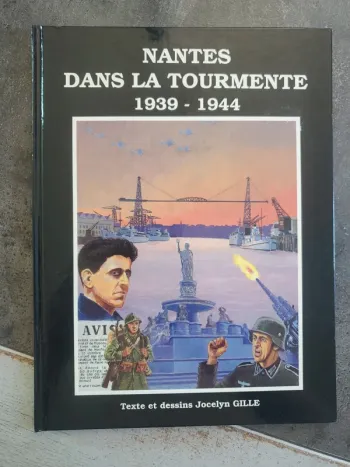 NANTES
DANS LA TOURMENTE
1939 - 1944
AVIS
Texte et dessins Jocelyn GILLE